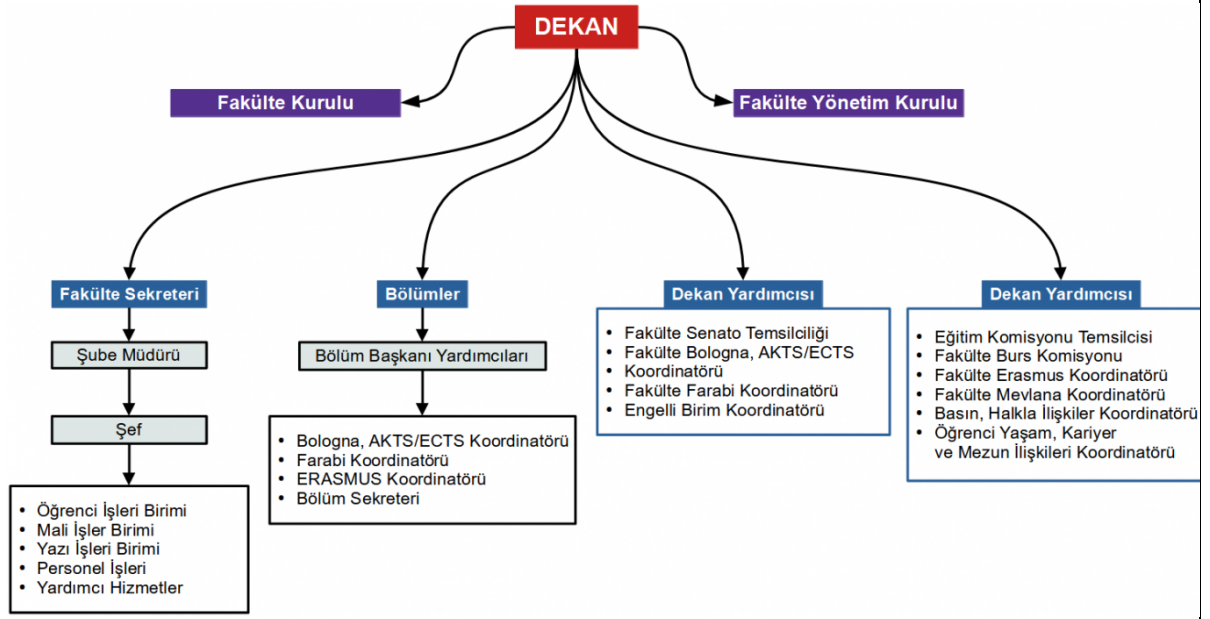 DEKAN
Fakülte Kurulu
Fakülte Yönetim Kurulu
Fakülte Sekreteri
Şube Müdürü
Şef
• Öğrenci İşleri Birimi
• Mali İşler Birimi
• Yazı İşleri Birimi
• Personel İşleri
• Yardımcı Hizmetler
Bölümler
Bölüm Başkanı Yardımcıları
• Bologna, AKTS/ECTS Koordinatörü
• Farabi Koordinatörü
• ERASMUS Koordinatörü
• Bölüm Sekreteri
Dekan Yardımcısı
• Fakülte Senato Temsilciliği
• Fakülte Bologna, AKTS/ECTS
• Koordinatörü
• Fakülte Farabi Koordinatörü
• Engelli Birim Koordinatörü
Dekan Yardımcısı
• Eğitim Komisyonu Temsilcisi
• Fakülte Burs Komisyonu
• Fakülte Erasmus Koordinatörü
• Fakülte Mevlana Koordinatörü
• Basın, Halkla İlişkiler Koordinatörü
• Öğrenci Yaşam, Kariyer
ve Mezun İlişkileri Koordinatörü